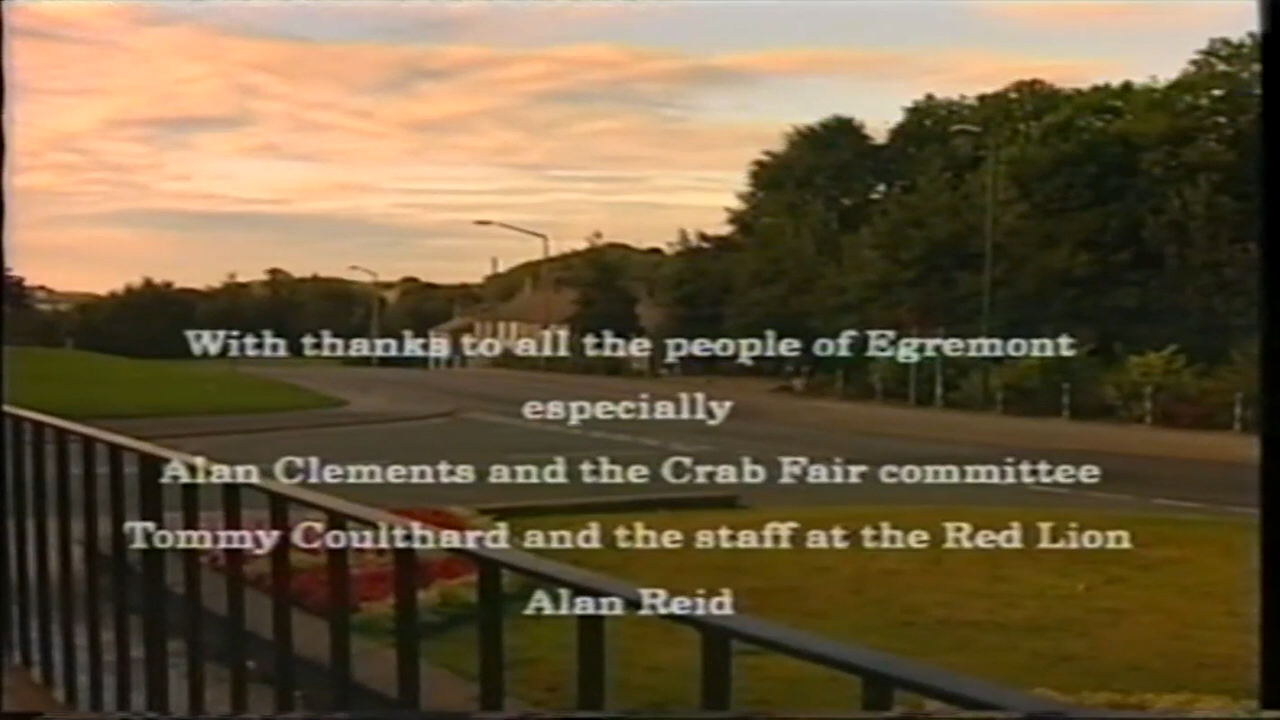 With thanks to all the people of Egremont
especially
Alan Clements and the Crab Fair committee
Tommy Coulthard and the staff at the Red Lion
Alan Reid